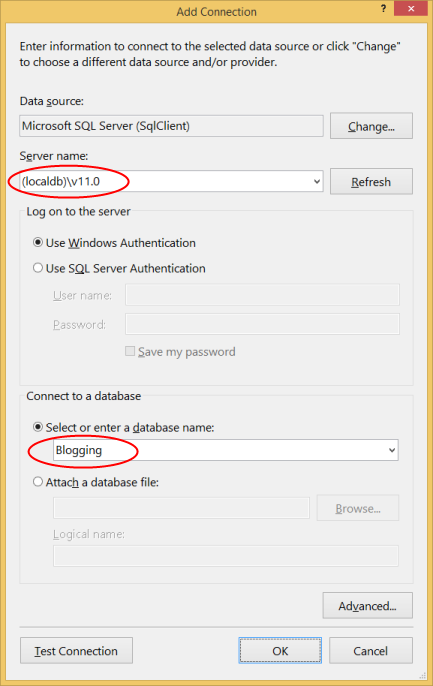 Add Connection
?
Enter information to connect to the selected data source or click "Change"
to choose a different data source and/or provider.
Data source:
Microsoft SQL Server (SqlClient)
Change...
Server name:
(localdb)\v11.0
Refresh
Log on to the server
Use Windows Authentication
Use SQL Server Authentication
User name:
Password:
Save my password
Connect to a database
Select or enter a database name:
Blogging
Attach a database file:
Browse...
Logical name:
Advanced...
Test Connection
OK
Cancel